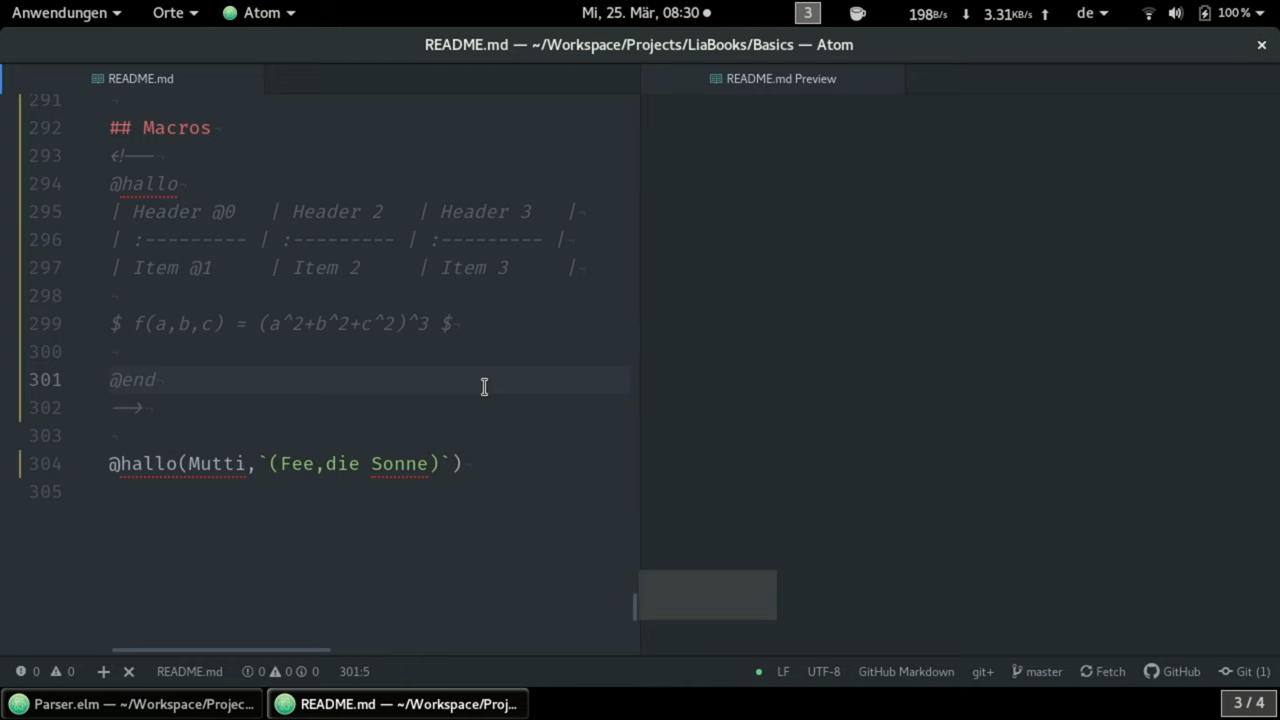 Anwendungen Orte Atom Mi, 25. Mär, 08:30 3 198B/s 3.31KB/s de 100%
README.md — ~/Workspace/Projects/LiaBooks/Basics — Atom
README.md README.md Preview
291
292 ## Macros
293 <!--
294 @hallo
295 | Header @0 | Header 2 | Header 3 |
296 | :--------- | :--------- | :--------- |
297 | Item @1 | Item 2 | Item 3 |
298
299 $ f(a,b,c) = (a^2+b^2+c^2)^3 $
300
301 @end
302 -->
303
304 @hallo(Mutti,`(Fee,die Sonne)`)
305
0 0 README.md 0 0 0 301:5 LF UTF-8 GitHub Markdown git+ master Fetch GitHub Git (1)
Parser.elm — ~/Workspace/Projec... README.md — ~/Workspace/Proj... 3 / 4